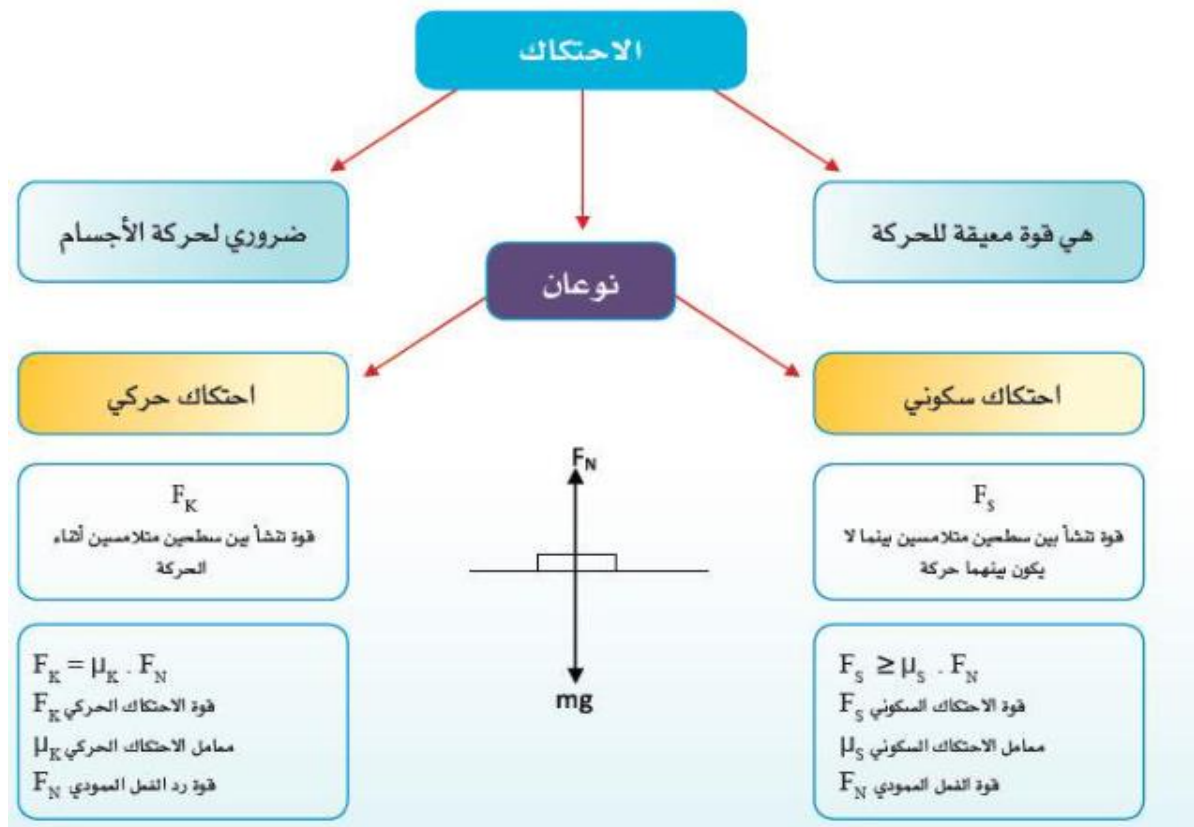 الاحتكاك
هي قوة معيقة للحركة
ضروري لحركة الأجسام
نوعان
احتكاك سكوني
F_S
قوة تنشأ بين سطحين متلامسين بينما لا
يكون بينهما حركة
F_S ≥ μ_S . F_N
قوة الاحتكاك السكوني F_S
معامل الاحتكاك السكوني μ_S
قوة الفعل العمودي F_N
احتكاك حركي
F_K
قوة تنشأ بين سطحين متلامسين أثناء
الحركة
F_K = μ_K . F_N
قوة الاحتكاك الحركي F_K
معامل الاحتكاك الحركي μ_K
قوة رد الفعل العمودي F_N
F_N
mg